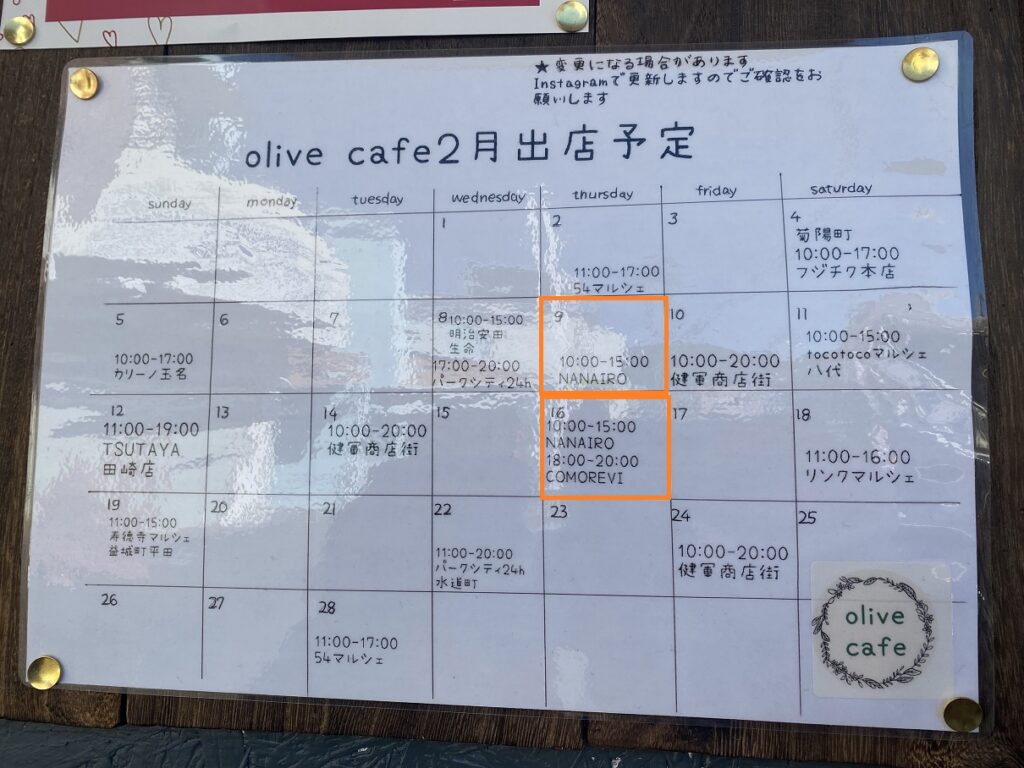 ★変更になる場合があります
Instagramで更新しますのでご確認をお
願いします
olive cafe2月出店予定
sunday monday tuesday wednesday thursday friday saturday
1
2
11:00-17:00
54マルシェ
3
4
菊陽町
10:00-17:00
フジチク本店
5
10:00-17:00
カリーノ玉名
6
7
8 10:00-15:00
明治安田
生命
17:00-20:00
パークシティ24h
9
10:00-15:00
NANAIRO
10
10:00-20:00
健軍商店街
11
10:00-15:00
tocotocoマルシェ
八代
12
11:00-19:00
TSUTAYA
田崎店
13
14
10:00-20:00
健軍商店街
15
16
10:00-15:00
NANAIRO
18:00-20:00
COMOREVI
17
18
11:00-16:00
リンクマルシェ
19
11:00-15:00
寿徳寺マルシェ
益城町平田
20
21
22
11:00-20:00
パークシティ24h
水道町
23
24
10:00-20:00
健軍商店街
25
26
27
28
11:00-17:00
54マルシェ
olive
cafe